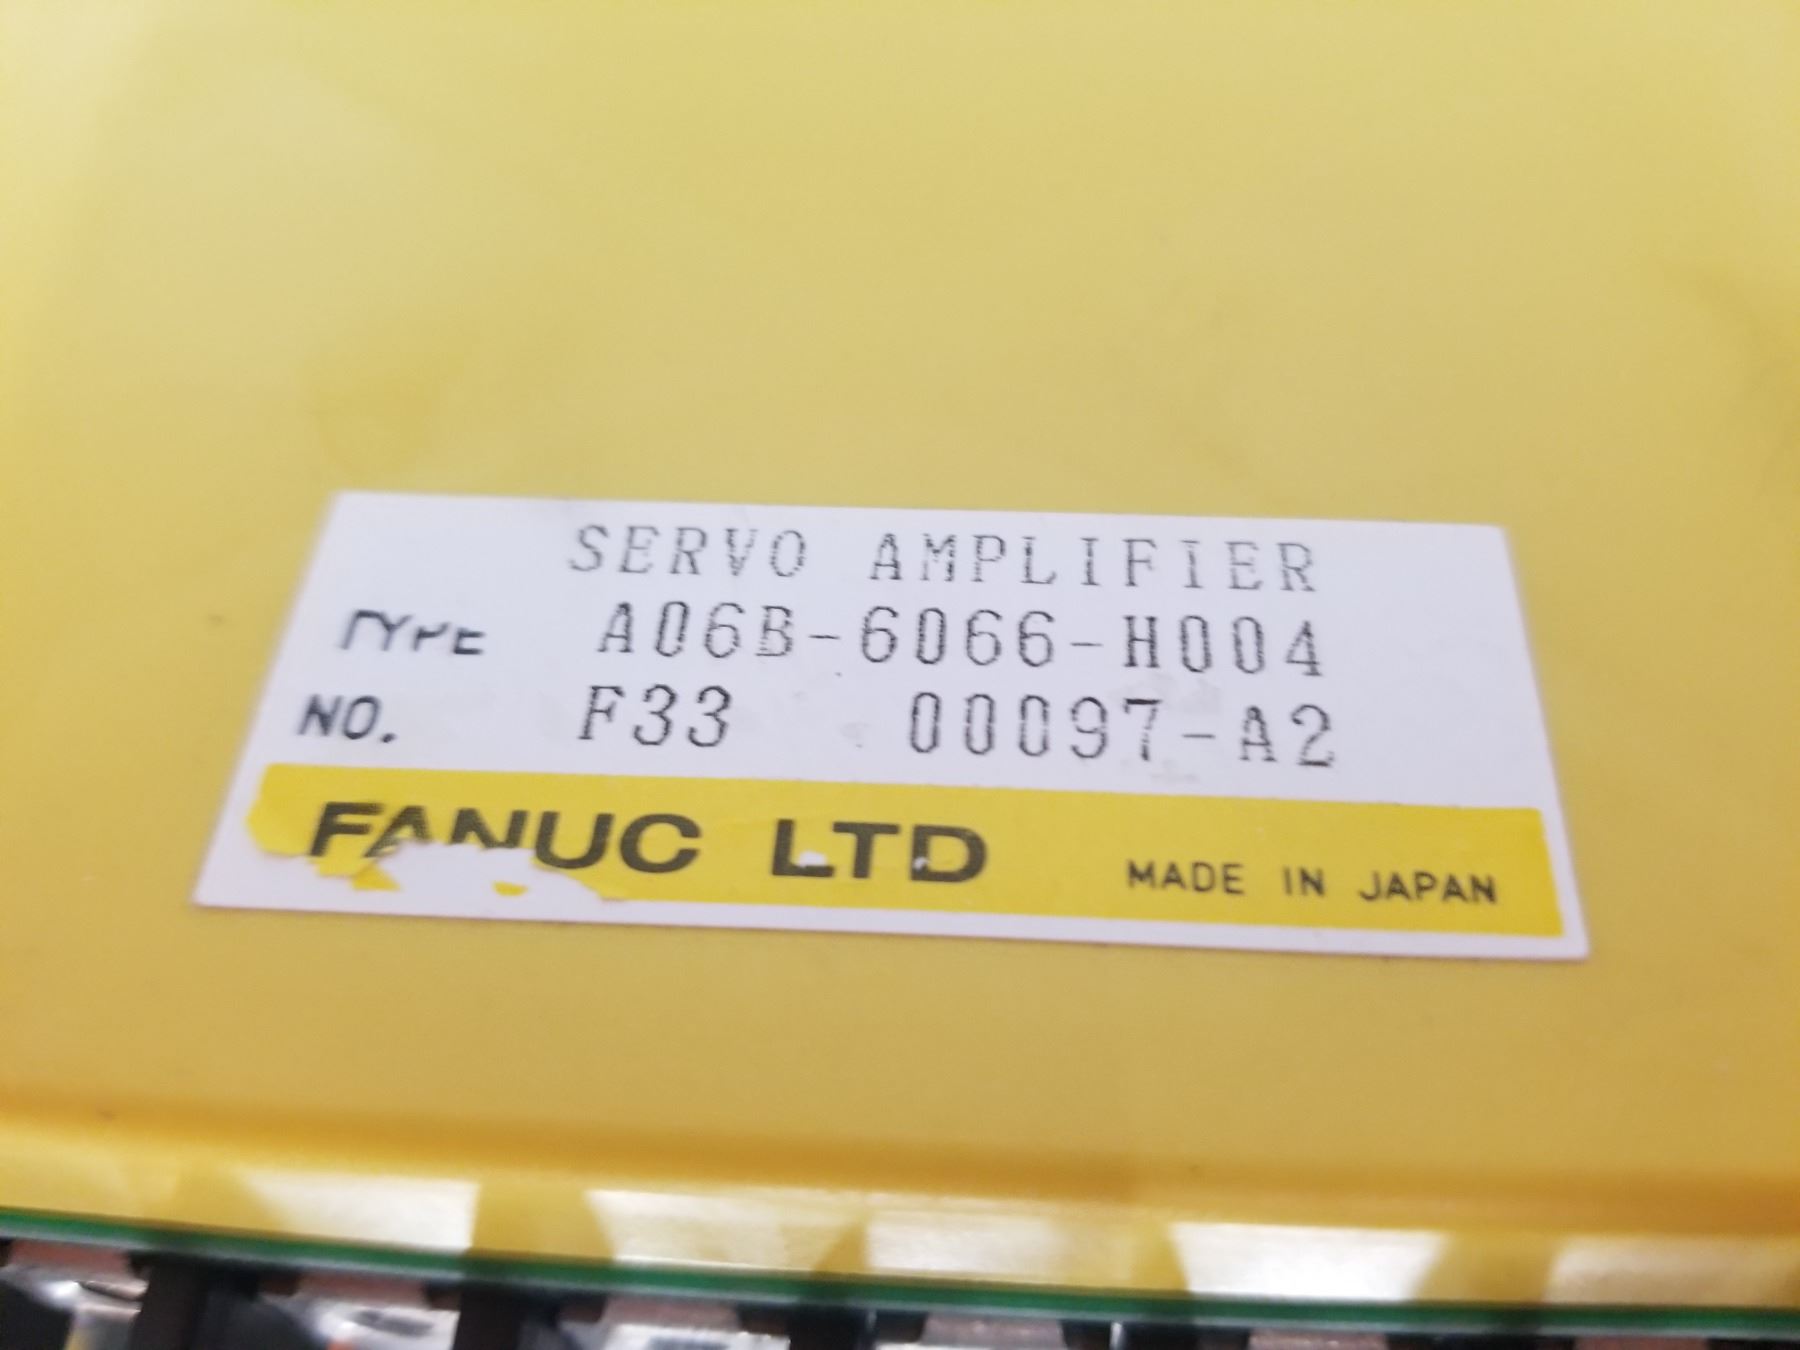 SERVO AMPLIFIER
TYPE A06B-6066-H004
NO. F33 00097-A2
FANUC LTD MADE IN JAPAN